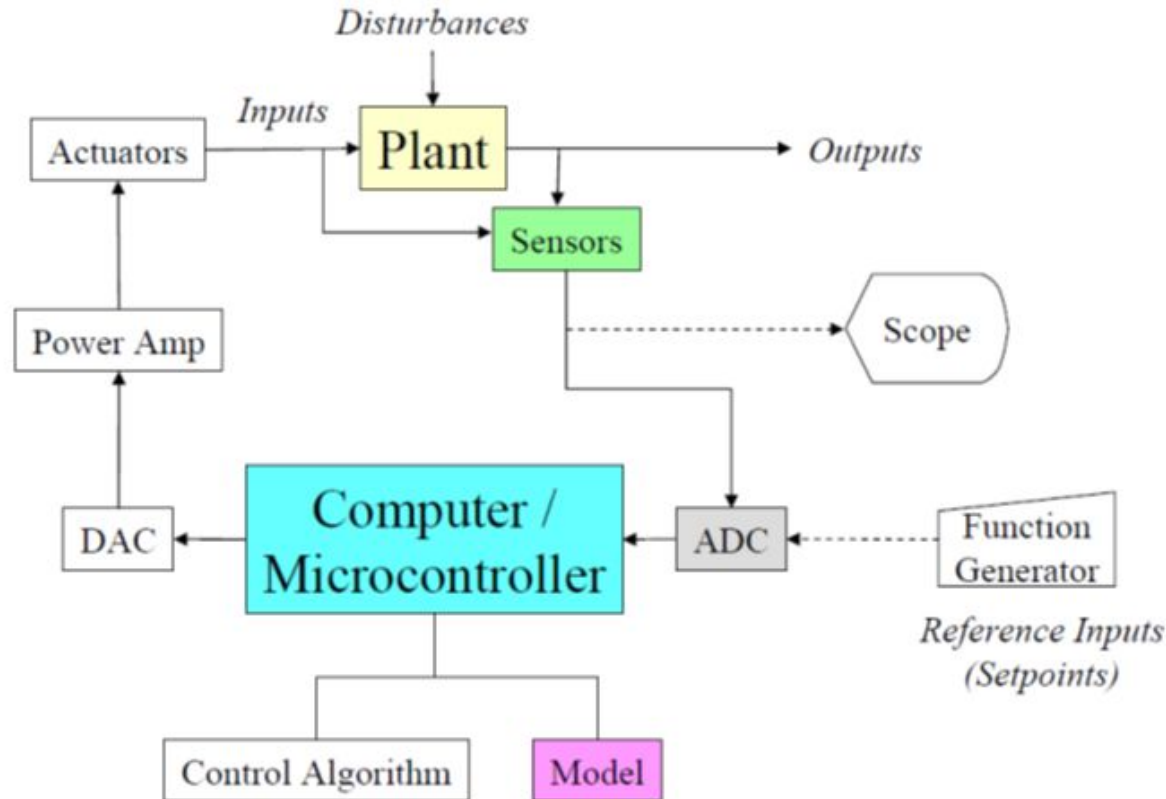 Disturbances
Inputs
Actuators
Plant
Outputs
Sensors
Power Amp
Scope
DAC
Computer /
Microcontroller
ADC
Function
Generator
Reference Inputs
(Setpoints)
Control Algorithm
Model